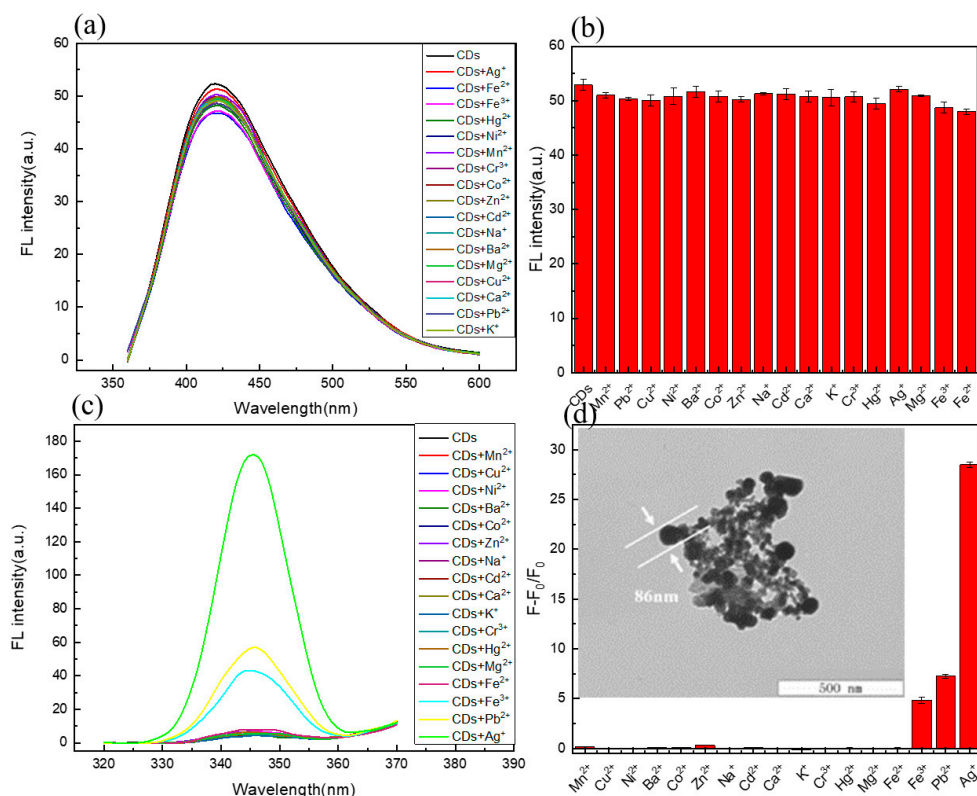 (a)
60
50
40
30
20
10
0
FL intensity(a.u.)
350
400
450
500
550
600
Wavelength(nm)
CDs
CDs+Ag⁺
CDs+Fe²⁺
CDs+Fe³⁺
CDs+Hg²⁺
CDs+Ni²⁺
CDs+Mn²⁺
CDs+Cr³⁺
CDs+Co²⁺
CDs+Zn²⁺
CDs+Cd²⁺
CDs+Na⁺
CDs+Ba²⁺
CDs+Mg²⁺
CDs+Cu²⁺
CDs+Ca²⁺
CDs+Pb²⁺
CDs+K⁺
(b)
60
50
40
30
20
10
0
FL intensity(a.u.)
CDs
Mn²⁺
Pb²⁺
Cu²⁺
Ni²⁺
Ba²⁺
Co²⁺
Zn²⁺
Na⁺
Cd²⁺
Ca²⁺
K⁺
Cr³⁺
Hg²⁺
Ag⁺
Mg²⁺
Fe³⁺
Fe²⁺
(c)
180
160
140
120
100
80
60
40
20
0
FL intensity(a.u.)
320
330
340
350
360
370
380
390
Wavelength(nm)
CDs
CDs+Mn²⁺
CDs+Cu²⁺
CDs+Ni²⁺
CDs+Ba²⁺
CDs+Co²⁺
CDs+Zn²⁺
CDs+Na⁺
CDs+Cd²⁺
CDs+Ca²⁺
CDs+K⁺
CDs+Cr³⁺
CDs+Hg²⁺
CDs+Mg²⁺
CDs+Fe²⁺
CDs+Fe³⁺
CDs+Pb²⁺
CDs+Ag⁺
(d)
30
25
20
15
10
5
0
F-F₀/F₀
86nm
500 nm
Mn²⁺
Cu²⁺
Ni²⁺
Ba²⁺
Co²⁺
Zn²⁺
Na⁺
Cd²⁺
Ca²⁺
K⁺
Cr³⁺
Hg²⁺
Mg²⁺
Fe²⁺
Fe³⁺
Pb²⁺
Ag⁺